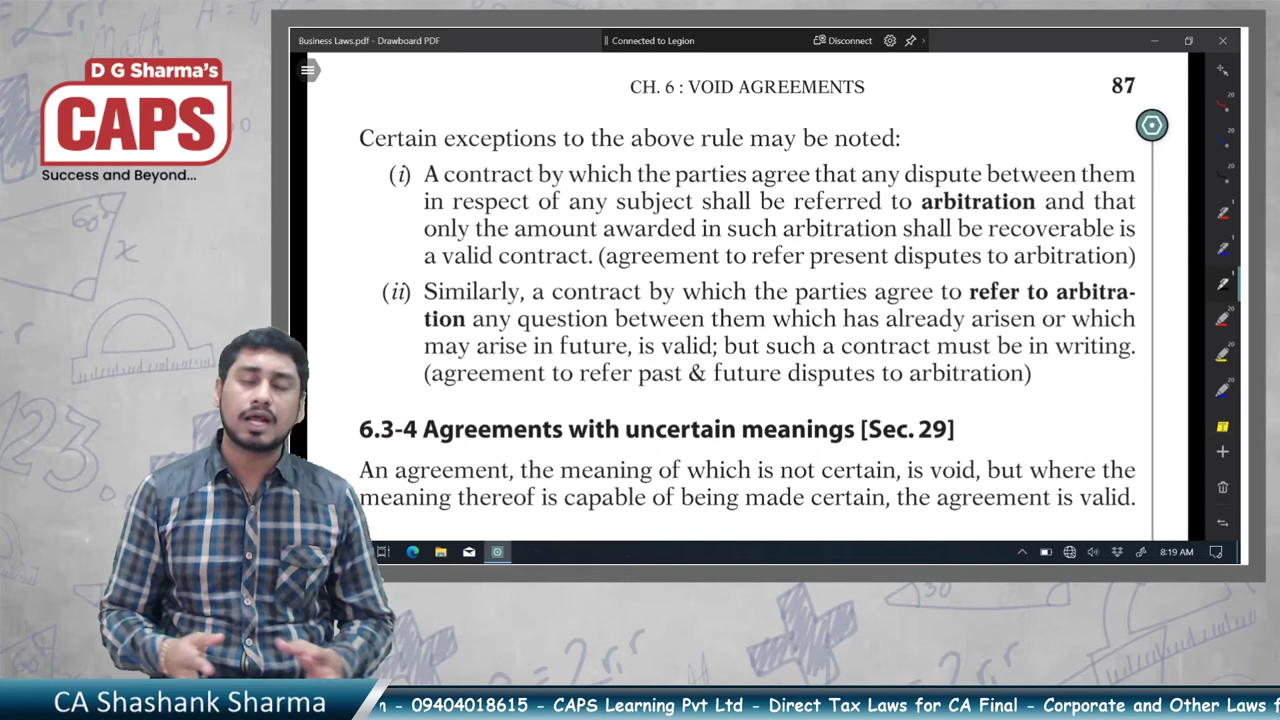 D G Sharma's
CAPS
Success and Beyond...
Business Laws.pdf - Drawboard PDF
Connected to Legion
Disconnect
CH. 6 : VOID AGREEMENTS
87
Certain exceptions to the above rule may be noted:
(i) A contract by which the parties agree that any dispute between them
in respect of any subject shall be referred to arbitration and that
only the amount awarded in such arbitration shall be recoverable is
a valid contract. (agreement to refer present disputes to arbitration)
(ii) Similarly, a contract by which the parties agree to refer to arbitra-
tion any question between them which has already arisen or which
may arise in future, is valid; but such a contract must be in writing.
(agreement to refer past & future disputes to arbitration)
6.3-4 Agreements with uncertain meanings [Sec. 29]
An agreement, the meaning of which is not certain, is void, but where the
meaning thereof is capable of being made certain, the agreement is valid.
8:19 AM
CA Shashank Sharma
n - 09404018615 - CAPS Learning Pvt Ltd - Direct Tax Laws for CA Final - Corporate and Other Laws f